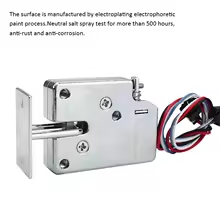 The surface is manufactured by electroplating electrophoretic
paint process.Neutral salt spray test for more than 500 hours,
anti-rust and anti-corrosion.